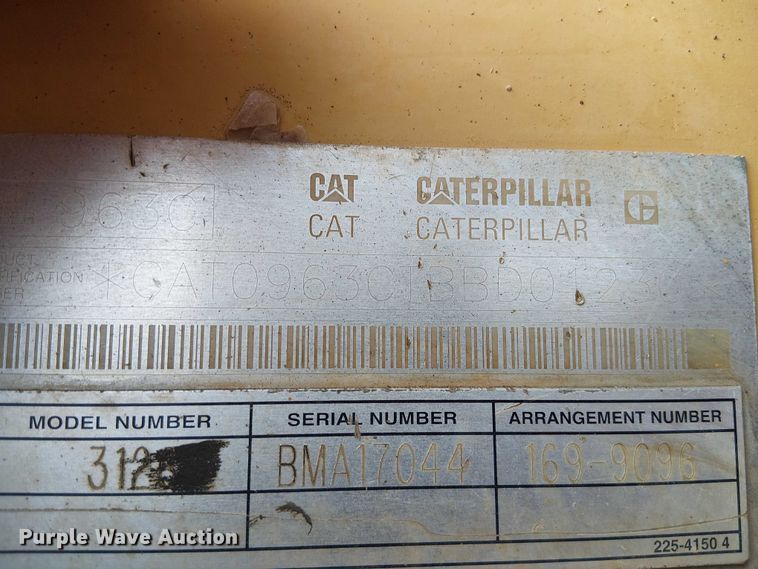 CAT CATERPILLAR
CAT CATERPILLAR
963C
MODEL NUMBER SERIAL NUMBER ARRANGEMENT NUMBER
BMA17044 169-9096
225-4150 4
Purple Wave Auction